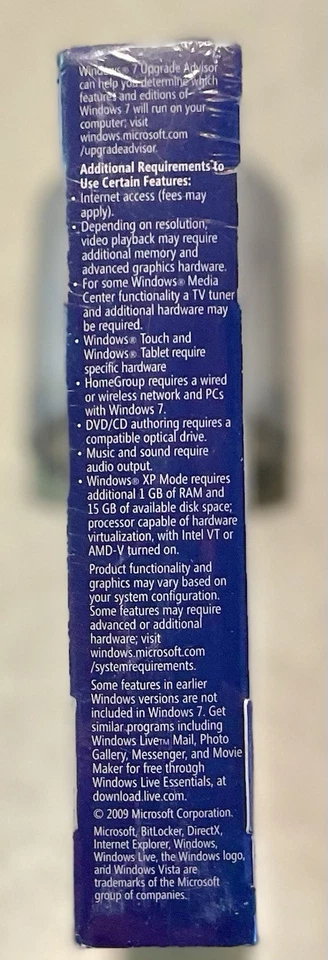 Windows® 7 Upgrade Advisor
can help you determine which
features and editions of
Windows 7 will run on your
computer; visit
windows.microsoft.com
/upgradeadvisor.
Additional Requirements to
Use Certain Features:
• Internet access (fees may
apply).
• Depending on resolution,
video playback may require
additional memory and
advanced graphics hardware.
• For some Windows® Media
Center functionality a TV tuner
and additional hardware may
be required.
• Windows® Touch and
Windows® Tablet require
specific hardware
• HomeGroup requires a wired
or wireless network and PCs
with Windows 7.
• DVD/CD authoring requires a
compatible optical drive.
• Music and sound require
audio output.
• Windows® XP Mode requires
additional 1 GB of RAM and
15 GB of available disk space;
processor capable of hardware
virtualization, with Intel VT or
AMD-V turned on.
Product functionality and
graphics may vary based on
your system configuration.
Some features may require
advanced or additional
hardware; visit
windows.microsoft.com
/systemrequirements.
Some features in earlier
Windows versions are not
included in Windows 7. Get
similar programs including
Windows Live™ Mail, Photo
Gallery, Messenger, and Movie
Maker for free through
Windows Live Essentials, at
download.live.com.
© 2009 Microsoft Corporation.
Microsoft, BitLocker, DirectX,
Internet Explorer, Windows,
Windows Live, the Windows logo,
and Windows Vista are
trademarks of the Microsoft
group of companies.